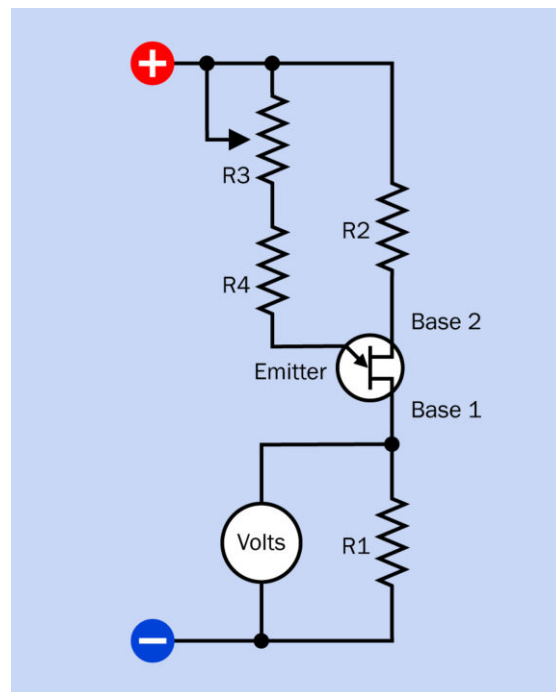 +
R3
R2
R4
Base 2
Emitter
Base 1
Volts
R1
−